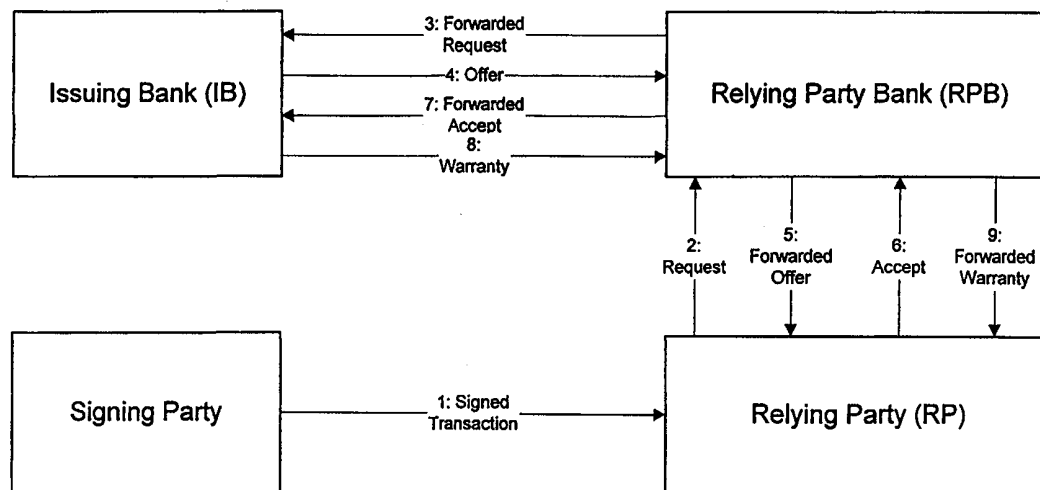 3: Forwarded
Request
4: Offer
Issuing Bank (IB)
Relying Party Bank (RPB)
7: Forwarded
Accept
8:
Warranty
2:
Request
5:
Forwarded
Offer
6:
Accept
9:
Forwarded
Warranty
Signing Party
1: Signed
Transaction
Relying Party (RP)